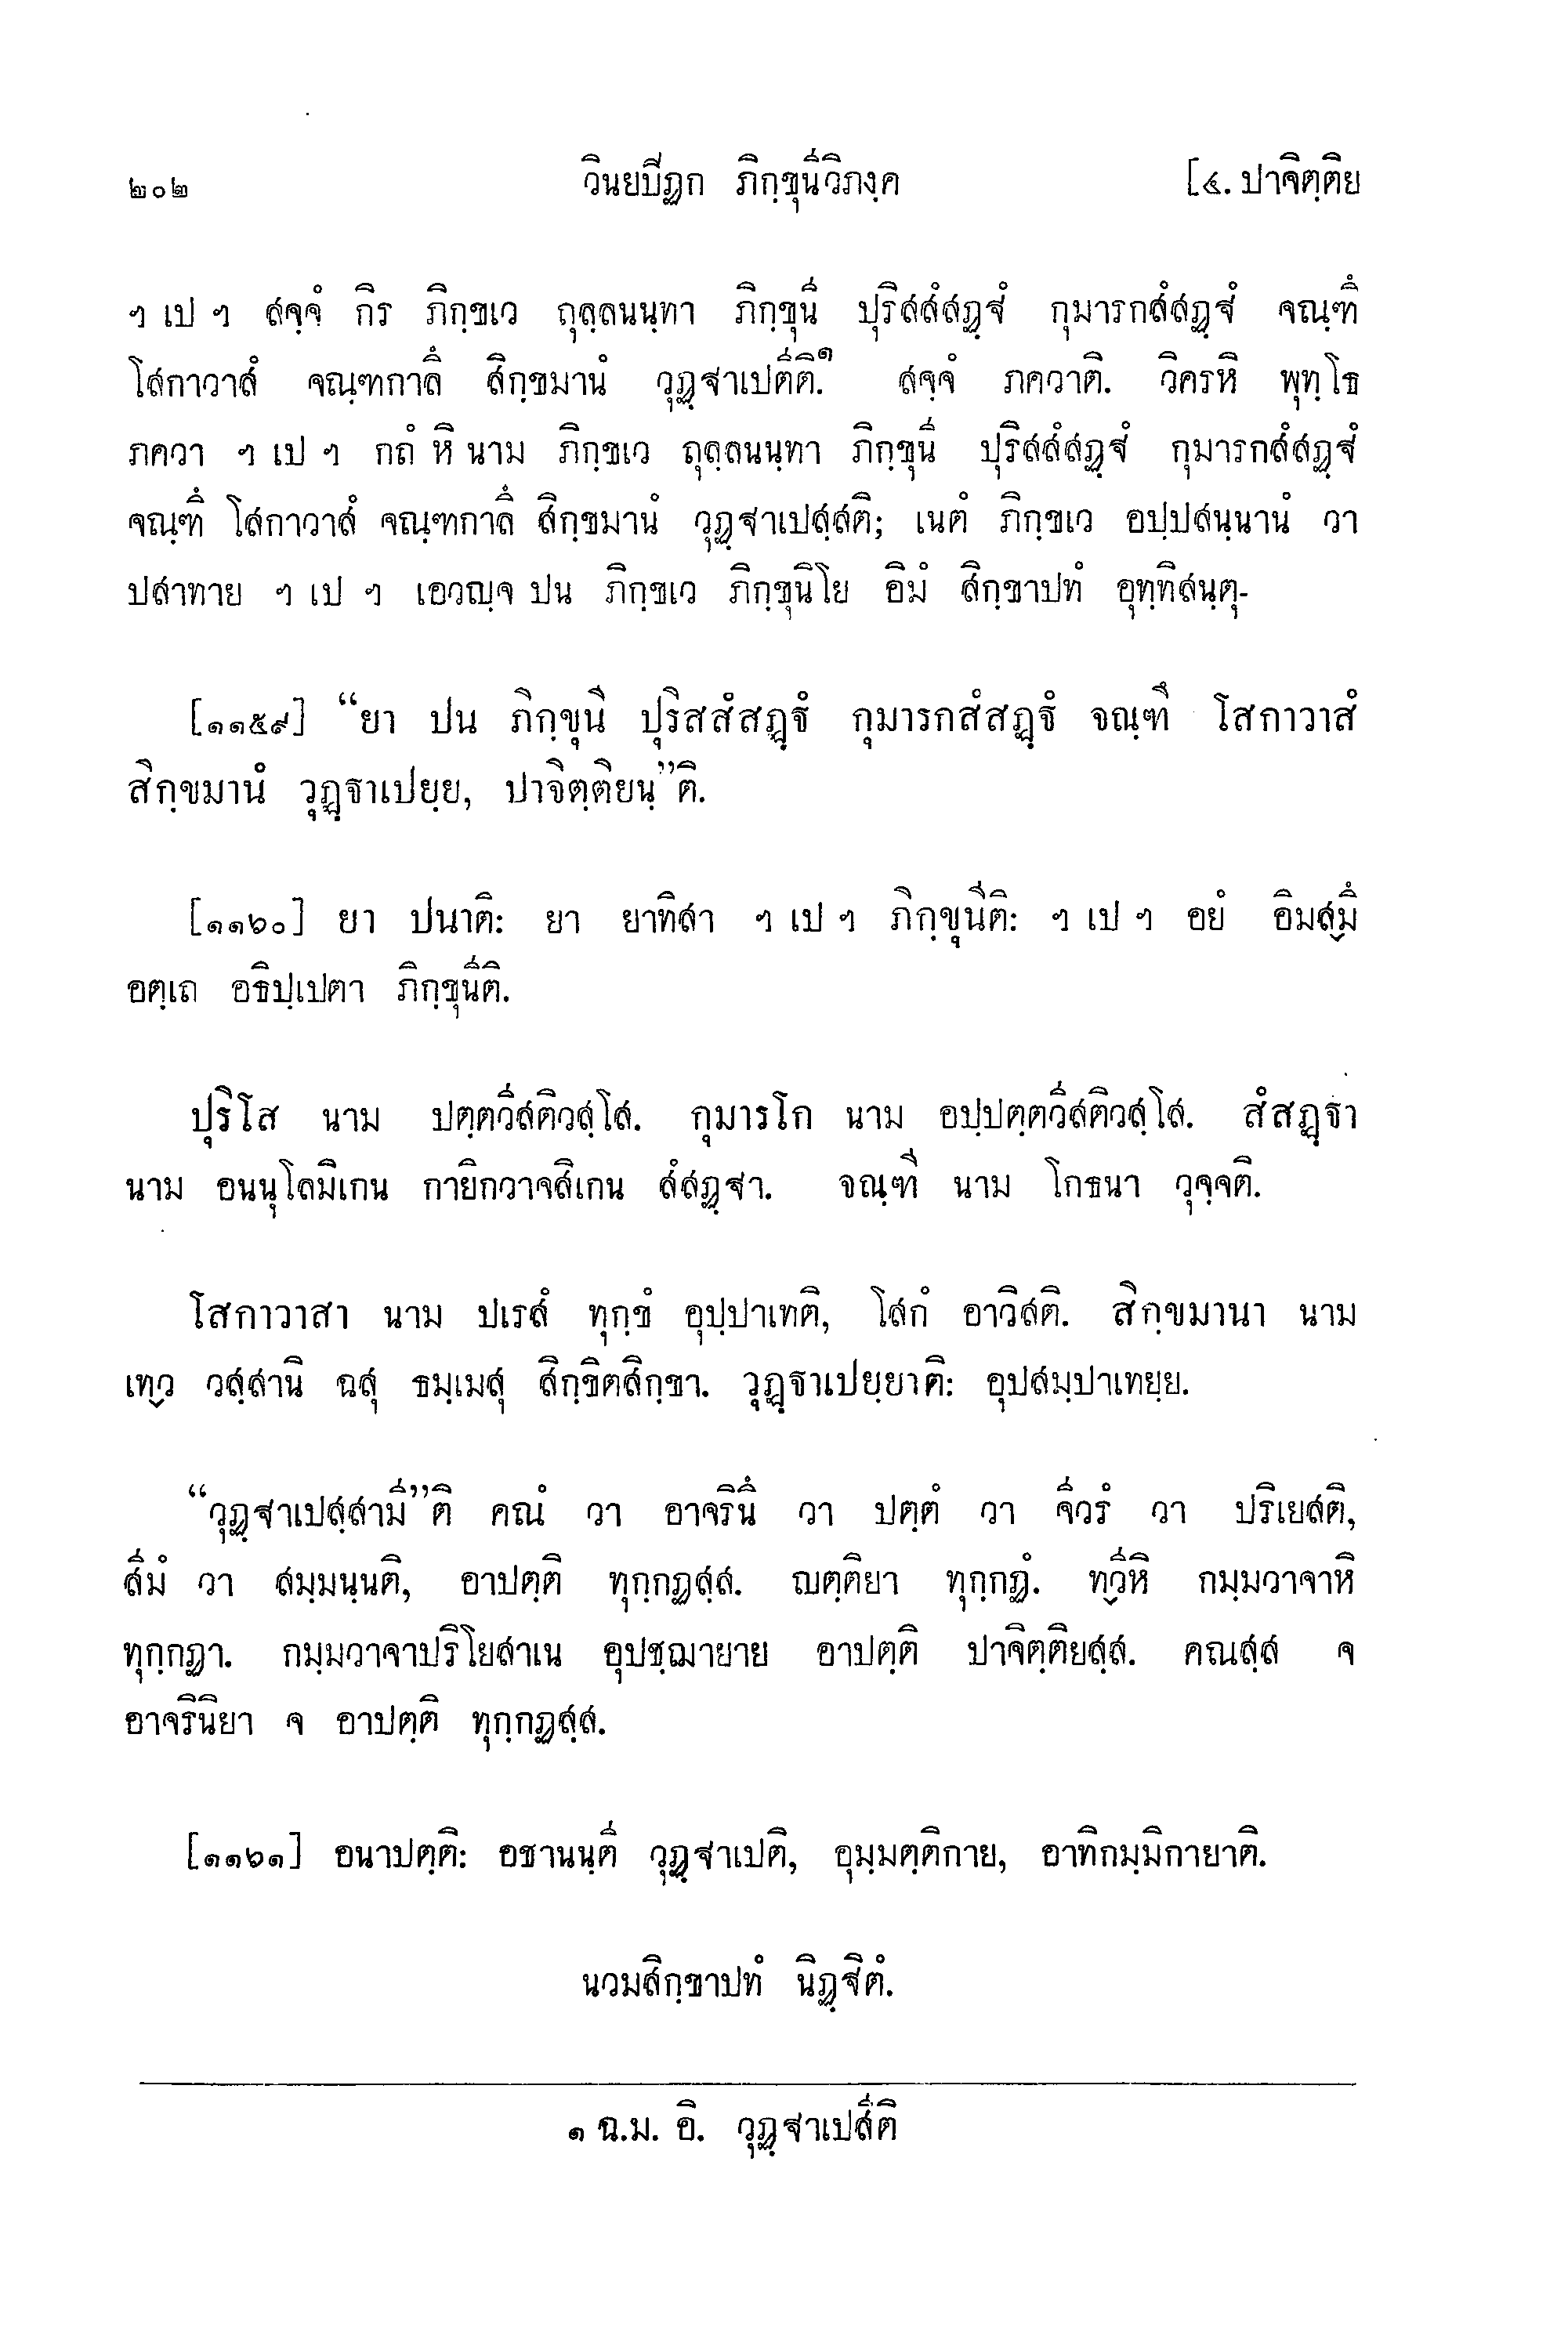 ๒๐๒ วินยปิฏก ภิกฺขุนีวิภงฺค [๔. ปาจิตฺติย
ฯ เป ฯ สจฺจํ กิร ภิกฺขเว ถุลฺลนนฺทา ภิกฺขุนี ปุริสสํสฏฺฐํ กุมารกสํสฏฺฐํ จณฺฑึ
โสกาวาสํ จณฺฑกาลึ สิกฺขมานํ วุฏฺฐาเปตีติ.๑ สจฺจํ ภควาติ. วิครหิ พุทฺโธ
ภควา ฯ เป ฯ กถํ หิ นาม ภิกฺขเว ถุลฺลนนฺทา ภิกฺขุนี ปุริสสํสฏฺฐํ กุมารกสํสฏฺฐํ
จณฺฑึ โสกาวาสํ จณฺฑกาลึ สิกฺขมานํ วุฏฺฐาเปสฺสติ; เนตํ ภิกฺขเว อปฺปสนฺนานํ วา
ปสาทาย ฯ เป ฯ เอวญฺจ ปน ภิกฺขเว ภิกฺขุนิโย อิมํ สิกฺขาปทํ อุทฺทิสนฺตุ-
[๑๑๕๙] “ยา ปน ภิกฺขุนี ปุริสสํสฏฺฐํ กุมารกสํสฏฺฐํ จณฺฑึ โสกาวาสํ
สิกฺขมานํ วุฏฺฐาเปยฺย, ปาจิตฺติยนฺ”ติ.
[๑๑๖๐] ยา ปนาติ: ยา ยาทิสา ฯ เป ฯ ภิกฺขุนีติ: ฯ เป ฯ อยํ อิมสฺมึ
อตฺเถ อธิปฺเปตา ภิกฺขุนีติ.
ปุริโส นาม ปตฺตวีสติวสฺโส. กุมารโก นาม อปฺปตฺตวีสติวสฺโส. สํสฏฺฐา
นาม อนนุโลมิเกน กายิกวาจสิเกน สํสฏฺฐา. จณฺฑี นาม โกธนา วุจฺจติ.
โสกาวาสา นาม ปเรสํ ทุกฺขํ อุปฺปาเทติ, โสกํ อาวิสติ. สิกฺขมานา นาม
เทฺว วสฺสานิ ฉสุ ธมฺเมสุ สิกฺขิตสิกฺขา. วุฏฺฐาเปยฺยาติ: อุปสมฺปาเทยฺย.
“วุฏฺฐาเปสฺสามี”ติ คณํ วา อาจรินึ วา ปตฺตํ วา จีวรํ วา ปริเยสติ,
สีมํ วา สมฺมนฺนติ, อาปตฺติ ทุกฺกฏสฺส. ญตฺติยา ทุกฺกฏํ. ทฺวีหิ กมฺมวาจาหิ
ทุกฺกฏา. กมฺมวาจาปริโยสาเน อุปชฺฌายาย อาปตฺติ ปาจิตฺติยสฺส. คณสฺส จ
อาจรินิยา จ อาปตฺติ ทุกฺกฏสฺส.
[๑๑๖๑] อนาปตฺติ: อชานนฺตี วุฏฺฐาเปติ, อุมฺมตฺติกาย, อาทิกมฺมิกายาติ.
นวมสิกฺขาปทํ นิฏฺฐิตํ.
๑ ฉ.ม. อิ. วุฏฺฐาเปสีติ